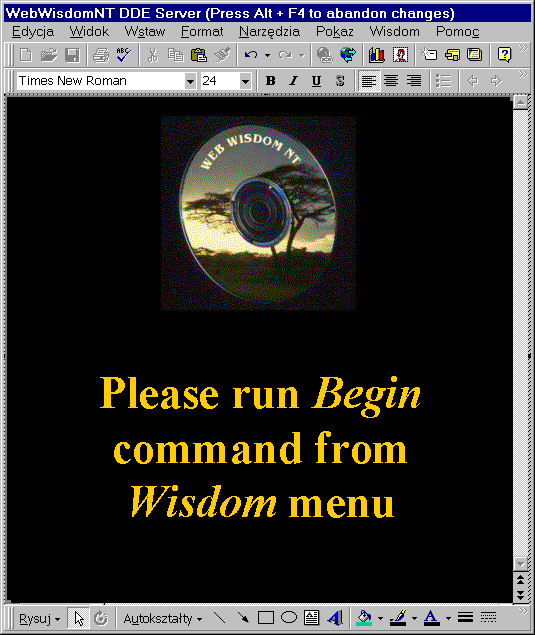 WebWisdomNT DDE Server (Press Alt + F4 to abandon changes)
Edycja Widok Wstaw Format Narzędzia Pokaz Wisdom Pomoc
ABC
Times New Roman 24 B I U S
WEB WISDOM NT
Please run Begin
command from
Wisdom menu
Rysuj Autokształty A A